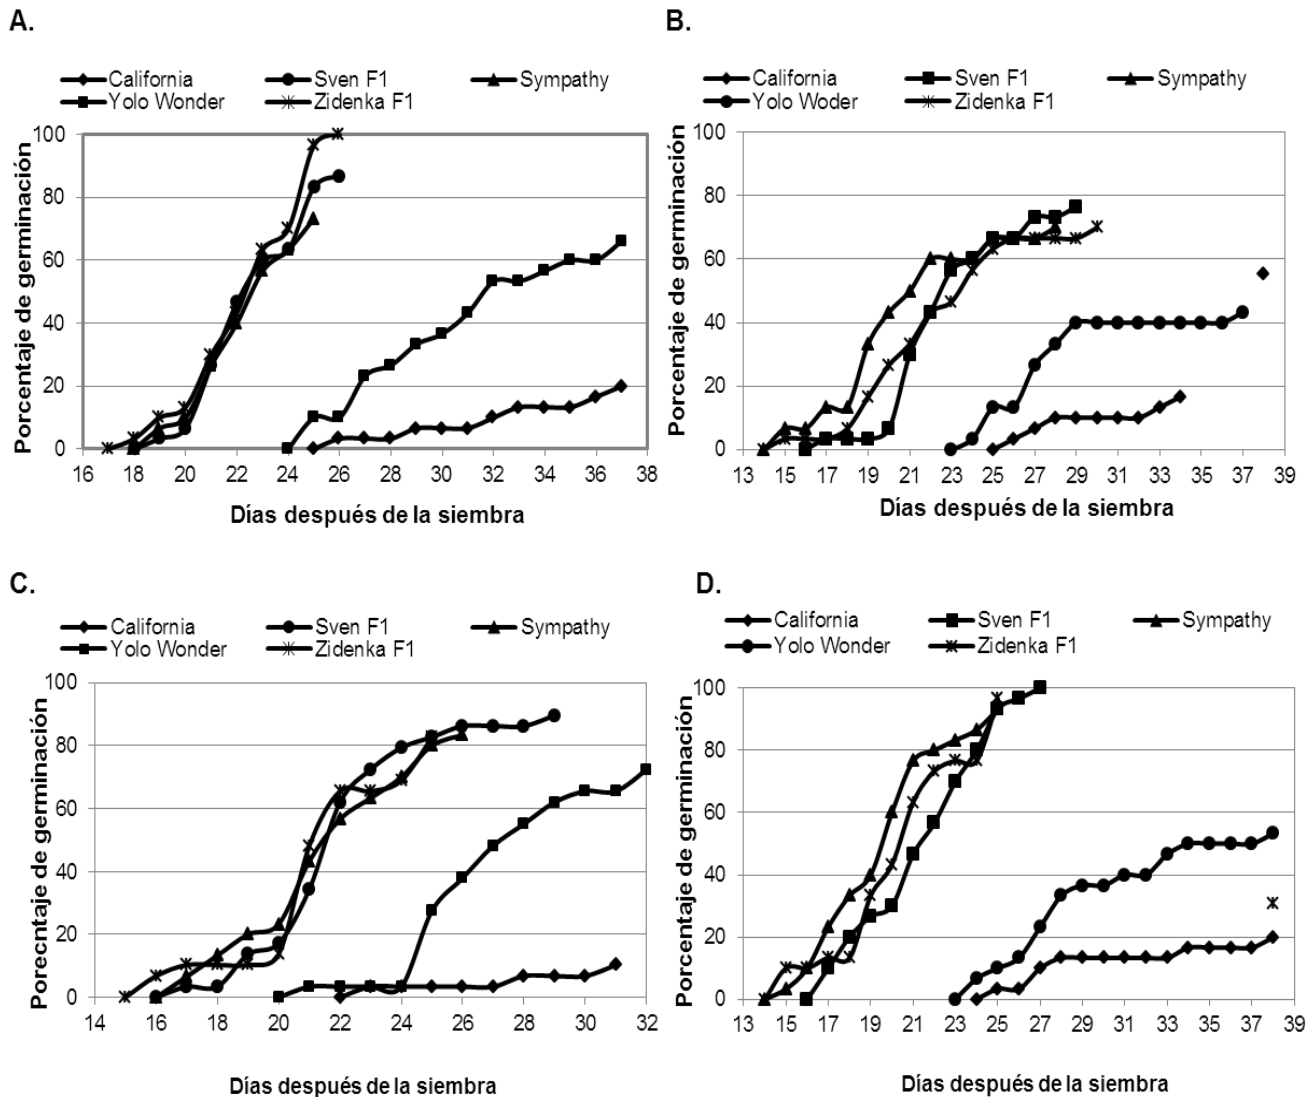 A.
California Sven F1 Sympathy
Yolo Wonder Zidenka F1
Porcentaje de germinación
100
80
60
40
20
0
16 18 20 22 24 26 28 30 32 34 36 38
Días después de la siembra
B.
California Sven F1 Sympathy
Yolo Woder Zidenka F1
Porcentaje de germinación
100
80
60
40
20
0
13 15 17 19 21 23 25 27 29 31 33 35 37 39
Días después de la siembra
C.
California Sven F1 Sympathy
Yolo Wonder Zidenka F1
Porecntaje de germinación
100
80
60
40
20
0
14 16 18 20 22 24 26 28 30 32
Días después de la siembra
D.
California Sven F1 Sympathy
Yolo Wonder Zidenka F1
Porcentaje de germinación
100
80
60
40
20
0
13 15 17 19 21 23 25 27 29 31 33 35 37 39
Días después de la siembra